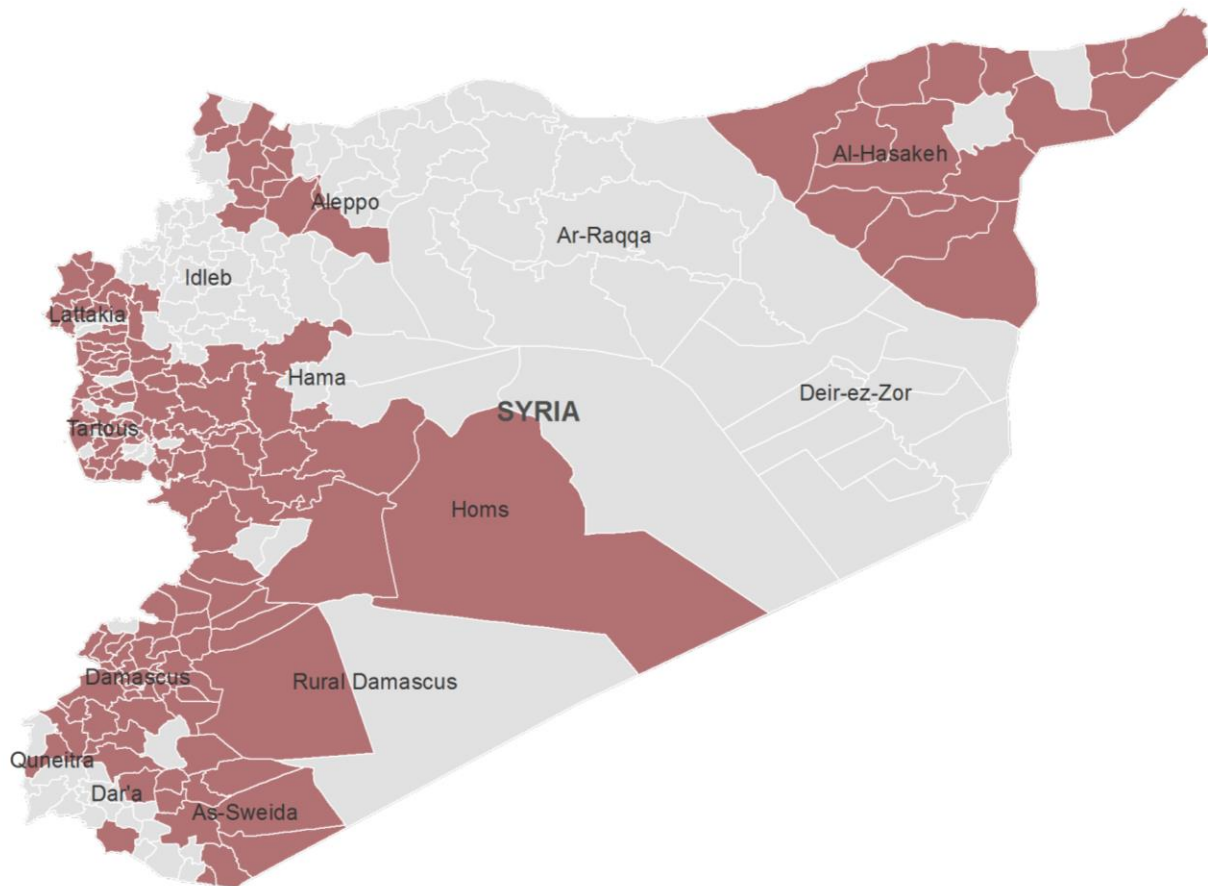 Al-Hasakeh
Aleppo
Ar-Raqqa
Idleb
Lattakia
Hama
Deir-ez-Zor
SYRIA
Tartous
Homs
Damascus
Rural Damascus
Quneitra
Dar'a
As-Sweida